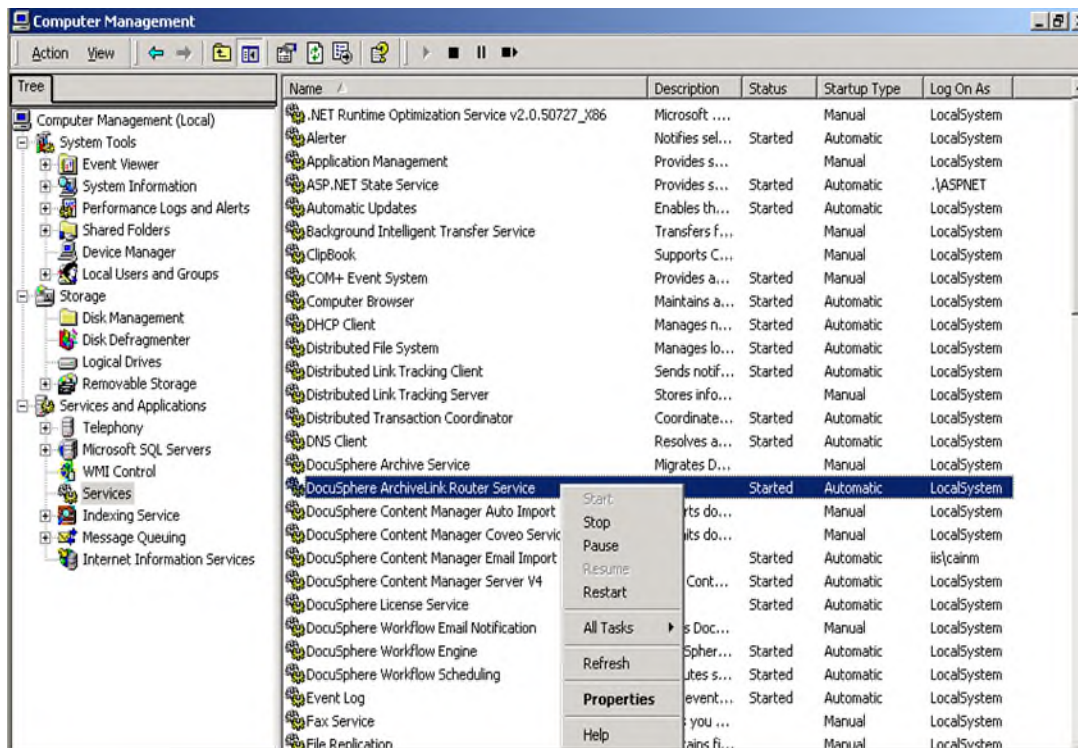 Computer Management
Action View
Tree
Computer Management (Local)
System Tools
Event Viewer
System Information
Performance Logs and Alerts
Shared Folders
Device Manager
Local Users and Groups
Storage
Disk Management
Disk Defragmenter
Logical Drives
Removable Storage
Services and Applications
Telephony
Microsoft SQL Servers
WMI Control
Services
Indexing Service
Message Queuing
Internet Information Services
Name Description Status Startup Type Log On As
.NET Runtime Optimization Service v2.0.50727_X86 Microsoft .... Manual LocalSystem
Alerter Notifies sel... Started Automatic LocalSystem
Application Management Provides s... Manual LocalSystem
ASP.NET State Service Provides s... Started Automatic .\ASPNET
Automatic Updates Enables th... Started Automatic LocalSystem
Background Intelligent Transfer Service Transfers f... Manual LocalSystem
ClipBook Supports C... Manual LocalSystem
COM+ Event System Provides a... Started Manual LocalSystem
Computer Browser Maintains a... Started Automatic LocalSystem
DHCP Client Manages n... Started Automatic LocalSystem
Distributed File System Manages lo... Started Automatic LocalSystem
Distributed Link Tracking Client Sends notif... Started Automatic LocalSystem
Distributed Link Tracking Server Stores info... Manual LocalSystem
Distributed Transaction Coordinator Coordinate... Started Automatic LocalSystem
DNS Client Resolves a... Started Automatic LocalSystem
DocuSphere Archive Service Migrates D... Manual LocalSystem
DocuSphere ArchiveLink Router Service Started Automatic LocalSystem
DocuSphere Content Manager Auto Import rts do... Manual LocalSystem
DocuSphere Content Manager Coveo Servic its do... Manual LocalSystem
DocuSphere Content Manager Email Import Started Automatic iis\cainm
DocuSphere Content Manager Server V4 Cont... Started Automatic LocalSystem
DocuSphere License Service Started Automatic LocalSystem
DocuSphere Workflow Email Notification s Doc... Manual LocalSystem
DocuSphere Workflow Engine Spher... Started Automatic LocalSystem
DocuSphere Workflow Scheduling utes s... Started Automatic LocalSystem
Event Log event... Started Automatic LocalSystem
Fax Service you ... Manual LocalSystem
File Replication tains fi... Manual LocalSystem
Start
Stop
Pause
Resume
Restart
All Tasks
Refresh
Properties
Help